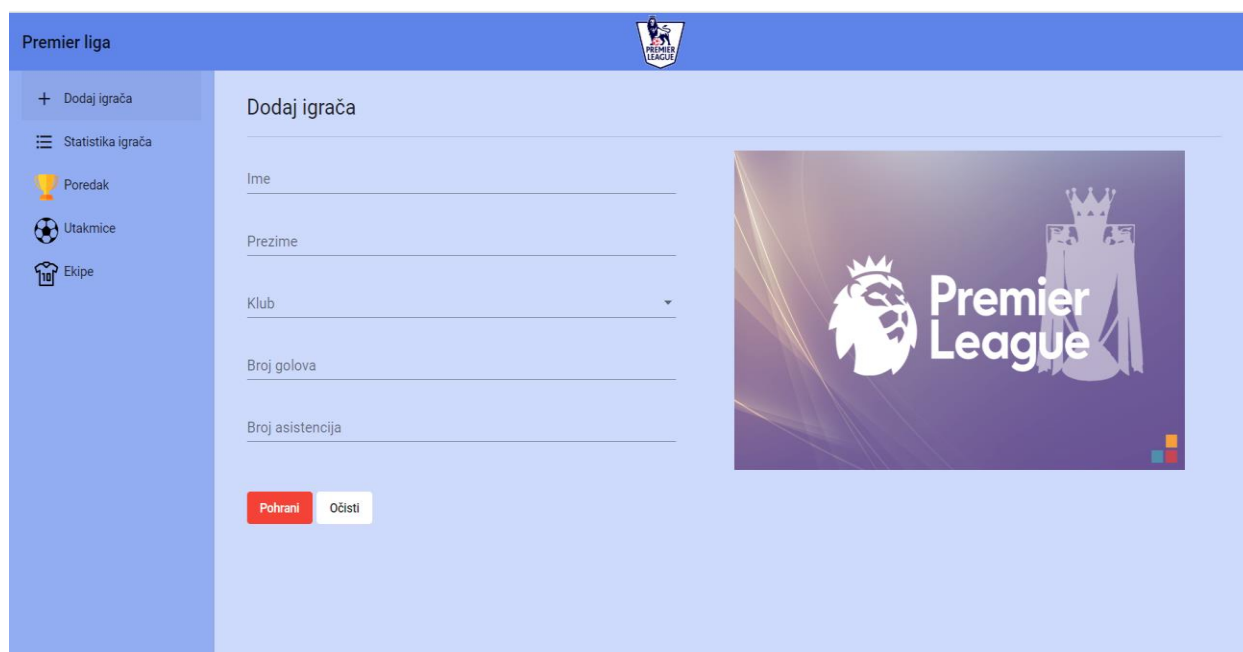 Premier liga
PREMIER
LEAGUE
Dodaj igrača
Statistika igrača
Poredak
Utakmice
10
Ekipe
Dodaj igrača
Ime
Prezime
Klub
Broj golova
Broj asistencija
Pohrani
Očisti
Premier
League